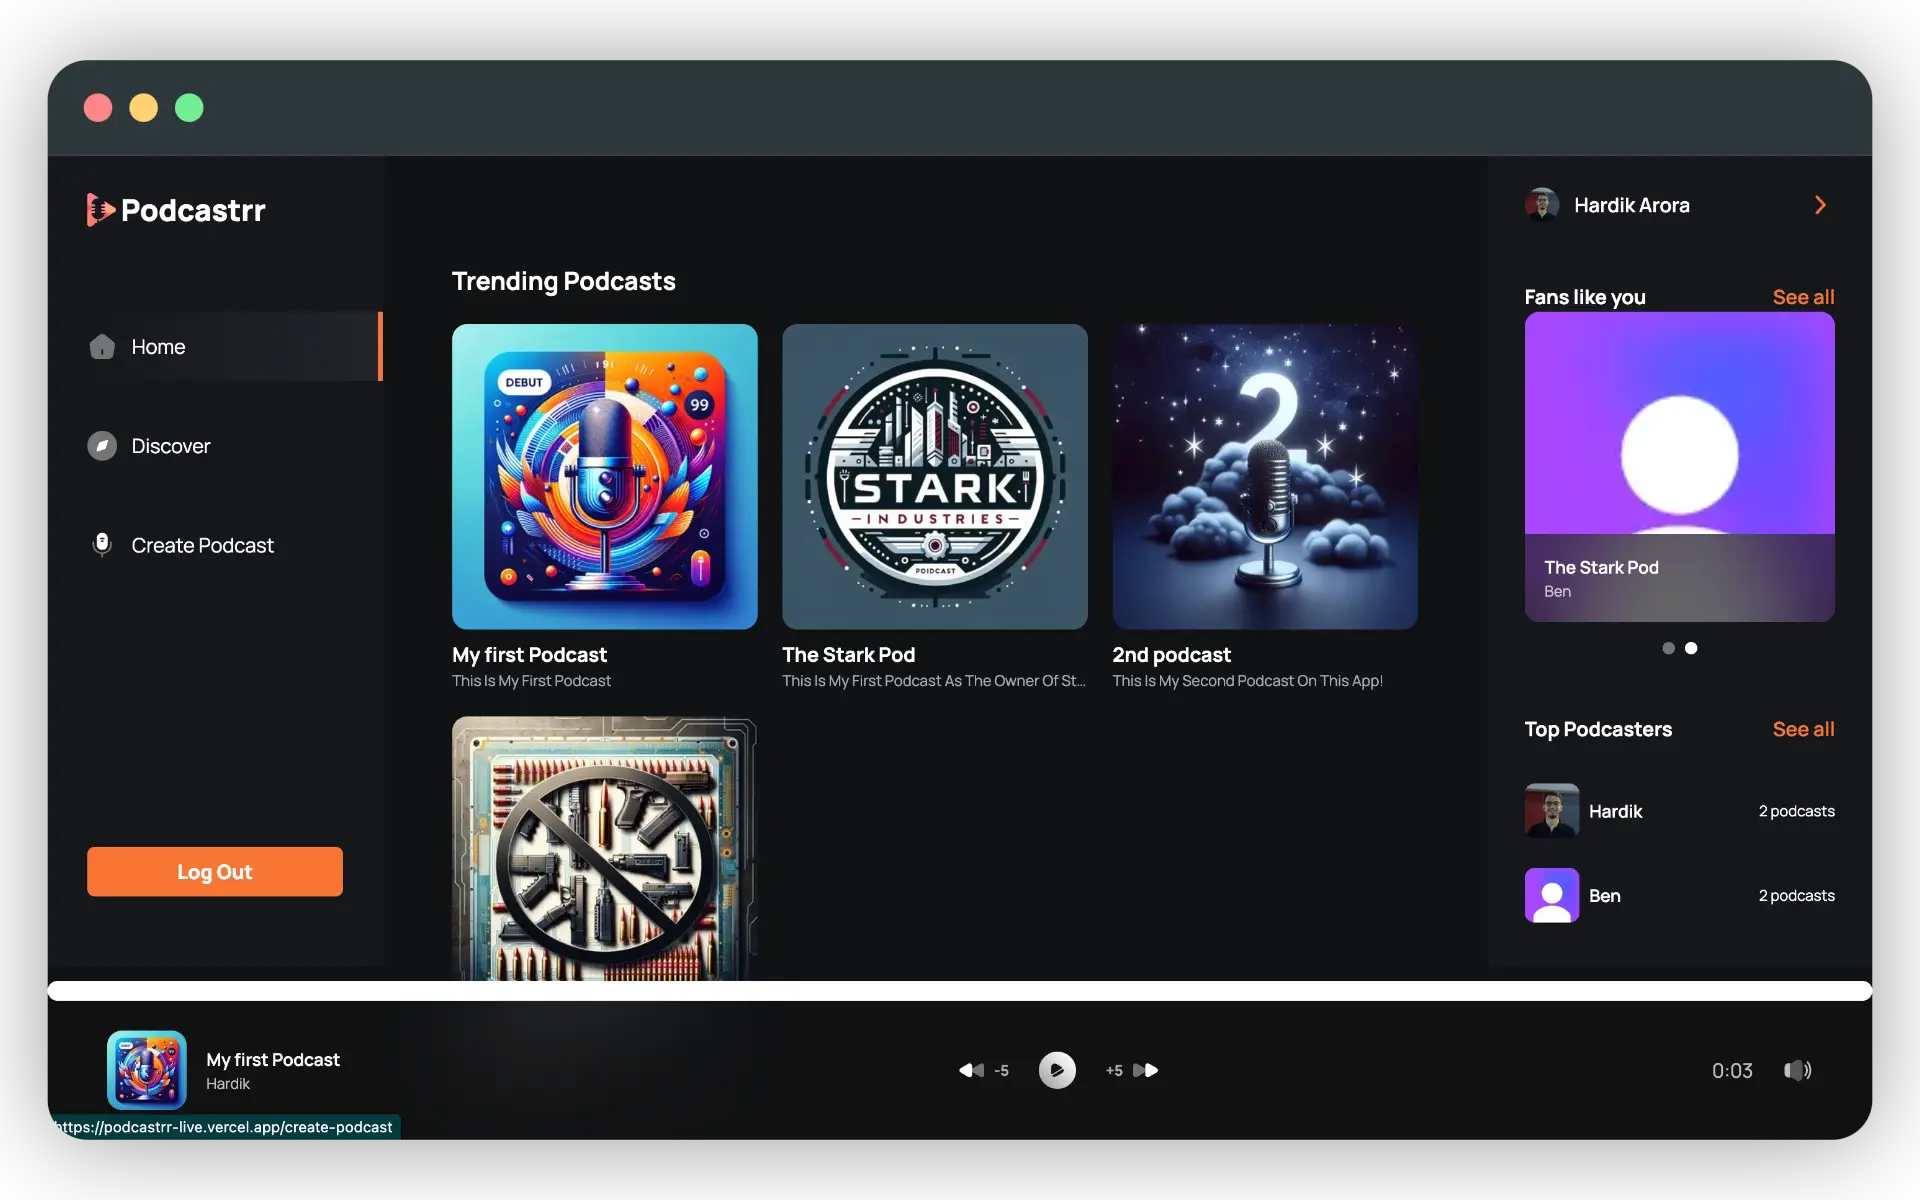 Podcastrr
Home
Discover
Create Podcast
Log Out
Trending Podcasts
DEBUT
99
My first Podcast
This Is My First Podcast
STARK
INDUSTRIES
POIDCAST
The Stark Pod
This Is My First Podcast As The Owner Of St...
2
2nd podcast
This Is My Second Podcast On This App!
Hardik Arora
Fans like you
See all
The Stark Pod
Ben
Top Podcasters
See all
Hardik
2 podcasts
Ben
2 podcasts
My first Podcast
Hardik
-5
+5
0:03
https://podcastrr-live.vercel.app/create-podcast